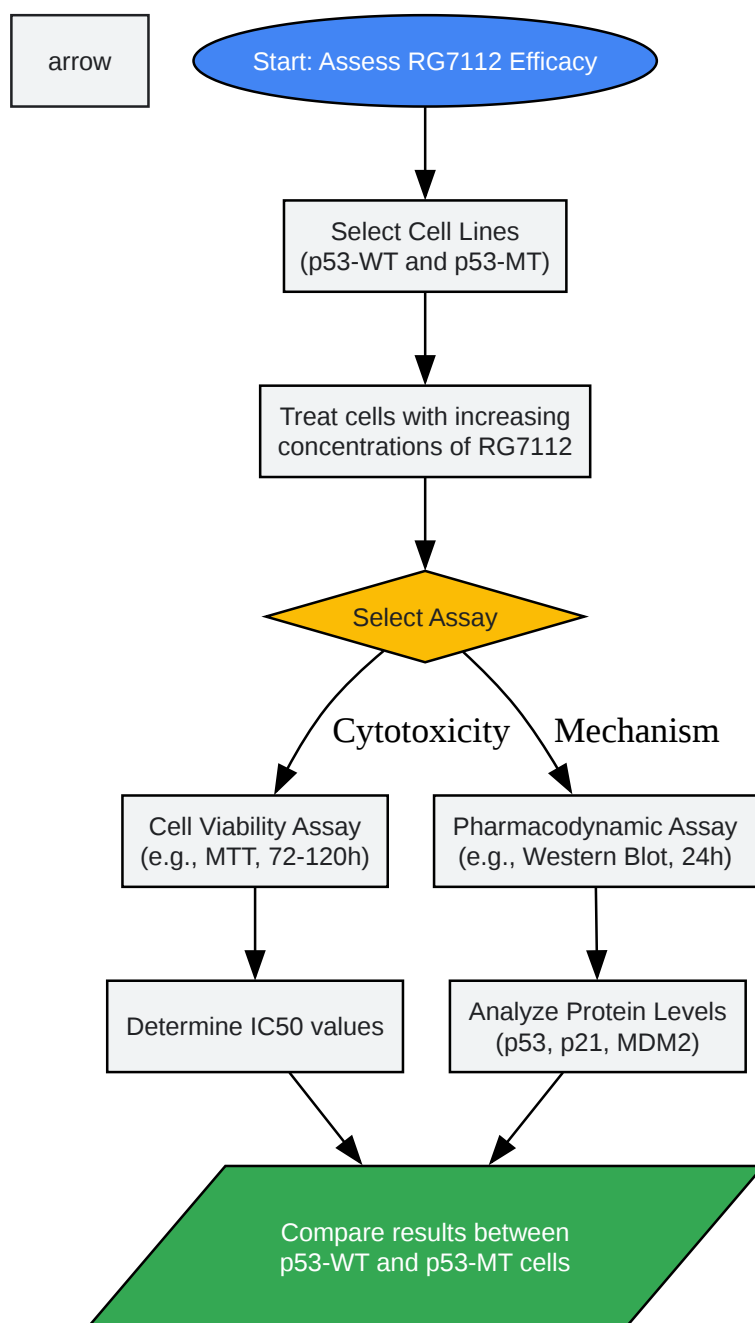 arrow
Start: Assess RG7112 Efficacy
Select Cell Lines
(p53-WT and p53-MT)
Treat cells with increasing
concentrations of RG7112
Select Assay
Cytotoxicity
Mechanism
Cell Viability Assay
(e.g., MTT, 72-120h)
Pharmacodynamic Assay
(e.g., Western Blot, 24h)
Determine IC50 values
Analyze Protein Levels
(p53, p21, MDM2)
Compare results between
p53-WT and p53-MT cells